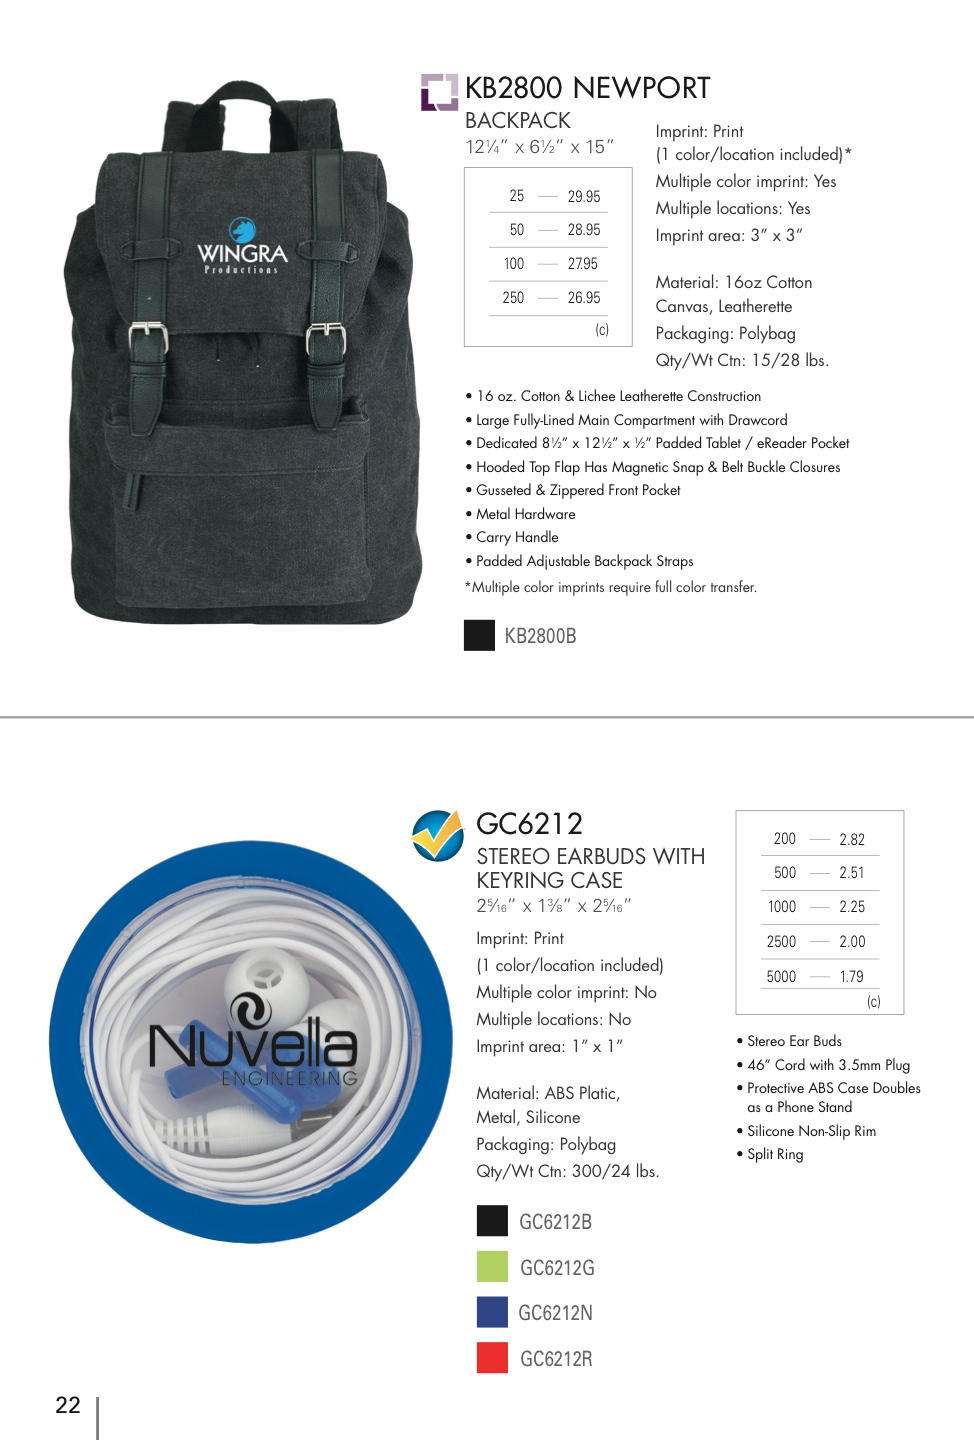 KB2800 NEWPORT
BACKPACK
12¼” x 6½” x 15”
25 — 29.95
50 — 28.95
100 — 27.95
250 — 26.95
(c)
Imprint: Print
(1 color/location included)*
Multiple color imprint: Yes
Multiple locations: Yes
Imprint area: 3” x 3”
Material: 16oz Cotton
Canvas, Leatherette
Packaging: Polybag
Qty/Wt Ctn: 15/28 lbs.
WINGRA
Productions
• 16 oz. Cotton & Lichee Leatherette Construction
• Large Fully-Lined Main Compartment with Drawcord
• Dedicated 8½” x 12½” x ½” Padded Tablet / eReader Pocket
• Hooded Top Flap Has Magnetic Snap & Belt Buckle Closures
• Gusseted & Zippered Front Pocket
• Metal Hardware
• Carry Handle
• Padded Adjustable Backpack Straps
*Multiple color imprints require full color transfer.
KB2800B
GC6212
STEREO EARBUDS WITH
KEYRING CASE
2⁵⁄₁₆” x 1⅜” x 2⁵⁄₁₆”
Imprint: Print
(1 color/location included)
Multiple color imprint: No
Multiple locations: No
Imprint area: 1” x 1”
Material: ABS Platic,
Metal, Silicone
Packaging: Polybag
Qty/Wt Ctn: 300/24 lbs.
200 — 2.82
500 — 2.51
1000 — 2.25
2500 — 2.00
5000 — 1.79
(c)
• Stereo Ear Buds
• 46” Cord with 3.5mm Plug
• Protective ABS Case Doubles
as a Phone Stand
• Silicone Non-Slip Rim
• Split Ring
Nuvella
ENGINEERING
GC6212B
GC6212G
GC6212N
GC6212R
22